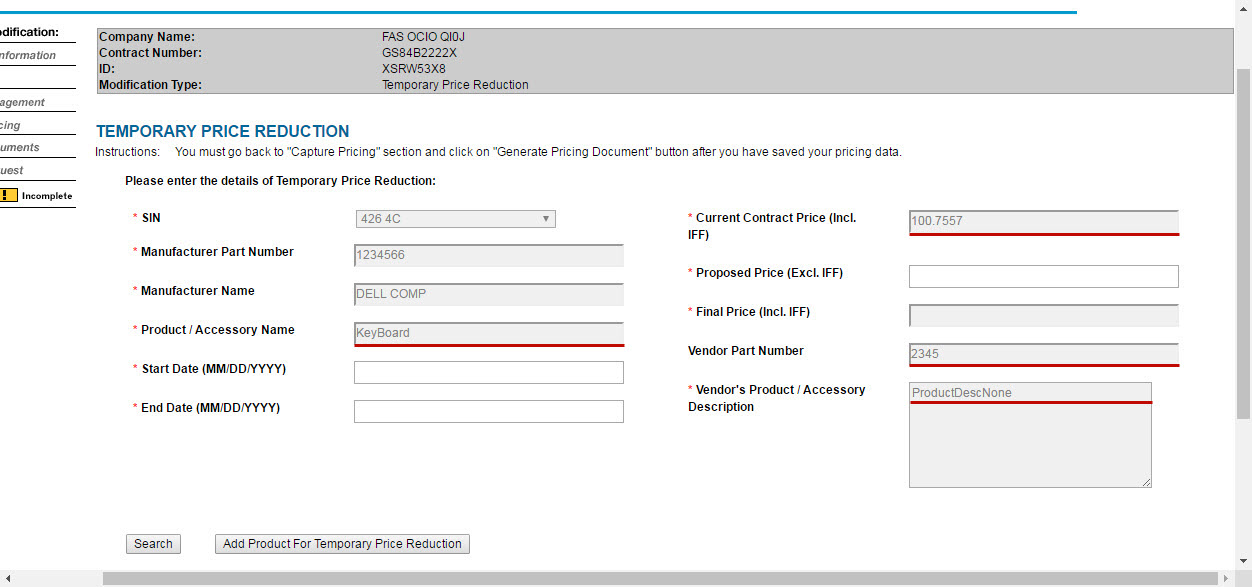 odification:
nformation
agement
cing
uments
uest
! Incomplete
Company Name: FAS OCIO QI0J
Contract Number: GS84B2222X
ID: XSRW53X8
Modification Type: Temporary Price Reduction
TEMPORARY PRICE REDUCTION
Instructions: You must go back to "Capture Pricing" section and click on "Generate Pricing Document" button after you have saved your pricing data.
Please enter the details of Temporary Price Reduction:
* SIN 426 4C
* Manufacturer Part Number 1234566
* Manufacturer Name DELL COMP
* Product / Accessory Name KeyBoard
* Start Date (MM/DD/YYYY)
* End Date (MM/DD/YYYY)
* Current Contract Price (Incl. 100.7557
IFF)
* Proposed Price (Excl. IFF)
* Final Price (Incl. IFF)
Vendor Part Number 2345
* Vendor's Product / Accessory ProductDescNone
Description
Search Add Product For Temporary Price Reduction